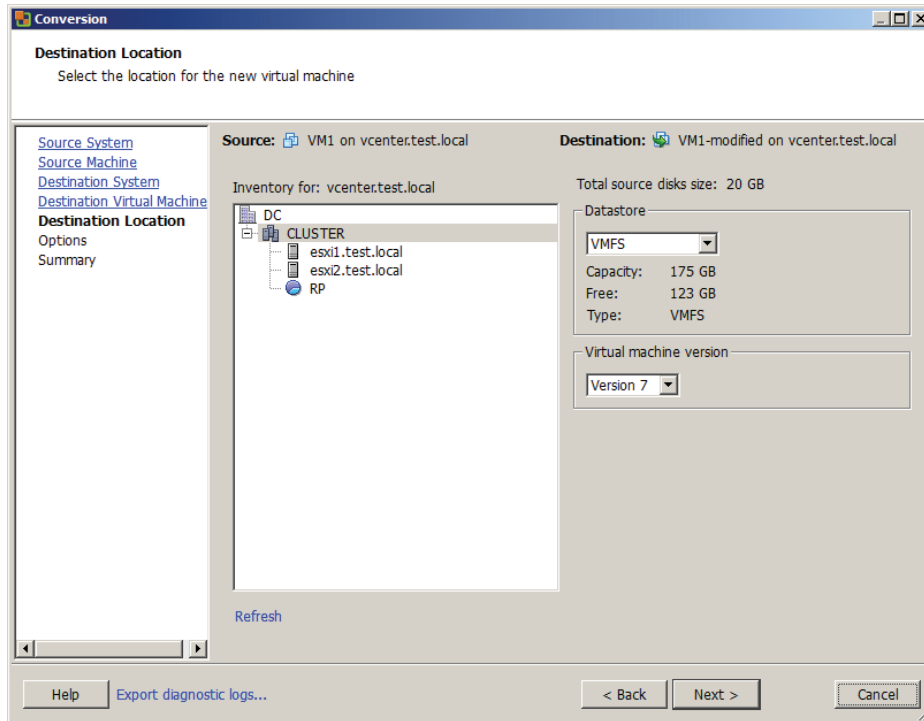 Conversion
Destination Location
Select the location for the new virtual machine
Source System
Source Machine
Destination System
Destination Virtual Machine
Destination Location
Options
Summary
Source: VM1 on vcenter.test.local
Destination: VM1-modified on vcenter.test.local
Inventory for: vcenter.test.local
DC
CLUSTER
esxi1.test.local
esxi2.test.local
RP
Refresh
Total source disks size: 20 GB
Datastore
VMFS
Capacity: 175 GB
Free: 123 GB
Type: VMFS
Virtual machine version
Version 7
Help
Export diagnostic logs...
< Back
Next >
Cancel